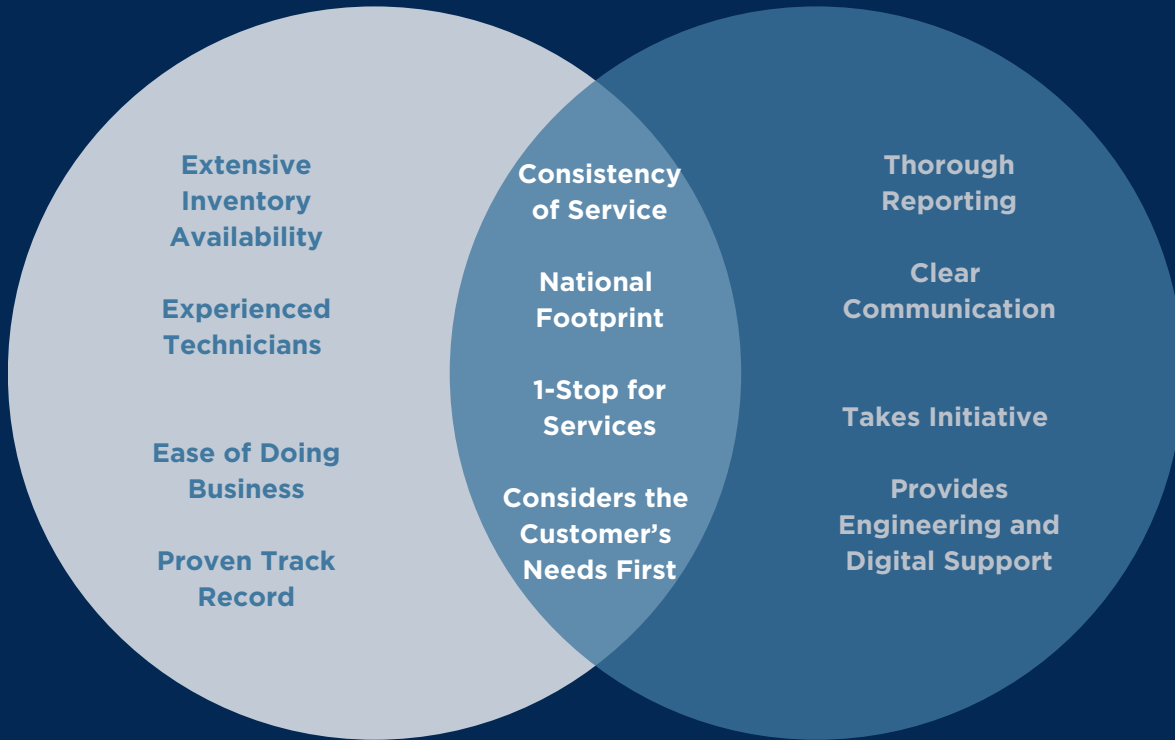 Extensive
Inventory
Availability
Experienced
Technicians
Ease of Doing
Business
Proven Track
Record
Consistency
of Service
National
Footprint
1-Stop for
Services
Considers the
Customer’s
Needs First
Thorough
Reporting
Clear
Communication
Takes Initiative
Provides
Engineering and
Digital Support